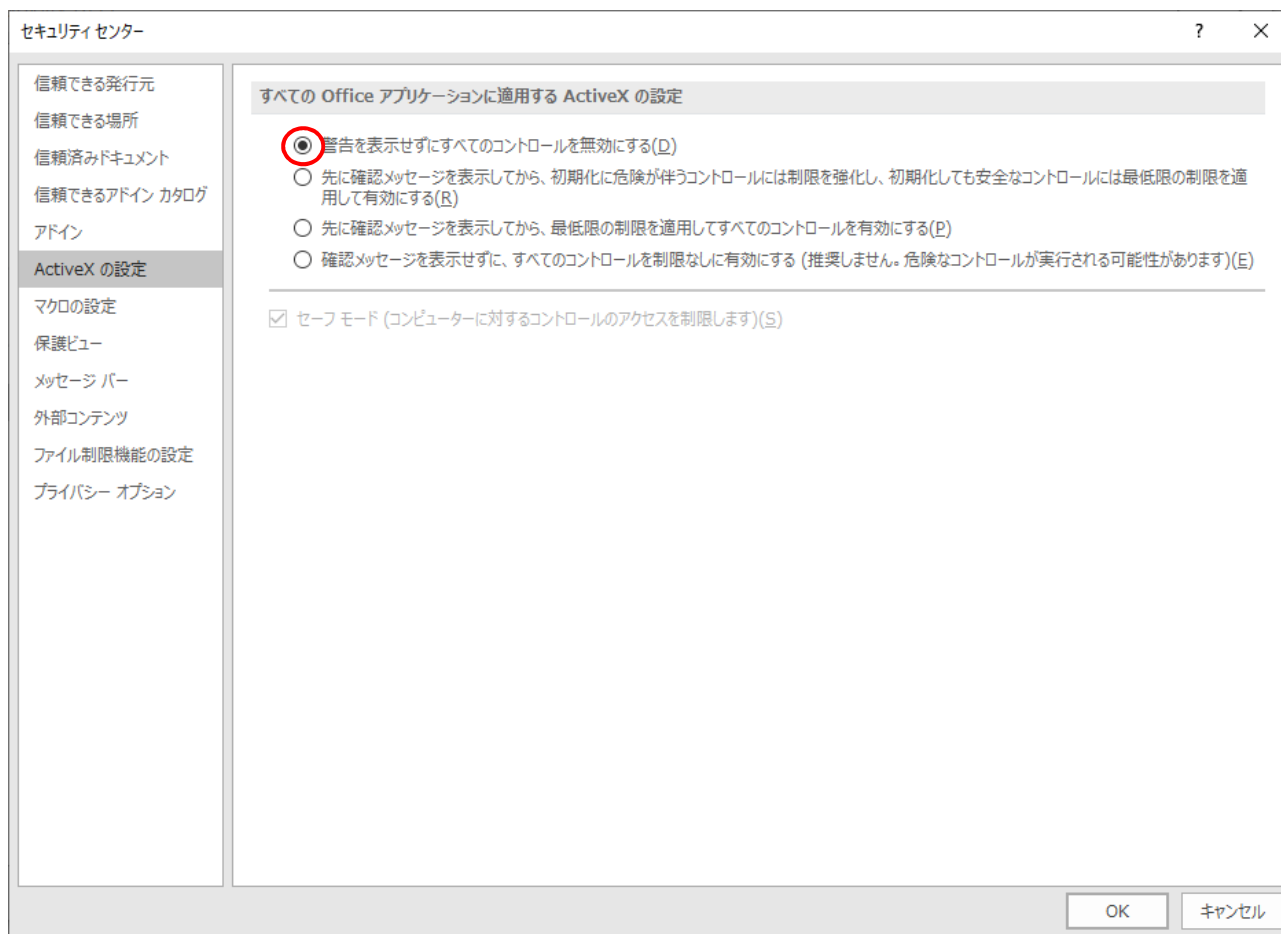 セキュリティ センター
?
信頼できる発行元
信頼できる場所
信頼済みドキュメント
信頼できるアドイン カタログ
アドイン
ActiveX の設定
マクロの設定
保護ビュー
メッセージ バー
外部コンテンツ
ファイル制限機能の設定
プライバシー オプション
すべての Office アプリケーションに適用する ActiveX の設定
警告を表示せずにすべてのコントロールを無効にする(D)
先に確認メッセージを表示してから、初期化に危険が伴うコントロールには制限を強化し、初期化しても安全なコントロールには最低限の制限を適
用して有効にする(R)
先に確認メッセージを表示してから、最低限の制限を適用してすべてのコントロールを有効にする(P)
確認メッセージを表示せずに、すべてのコントロールを制限なしに有効にする (推奨しません。危険なコントロールが実行される可能性があります)(E)
セーフ モード (コンピューターに対するコントロールのアクセスを制限します)(S)
OK
キャンセル